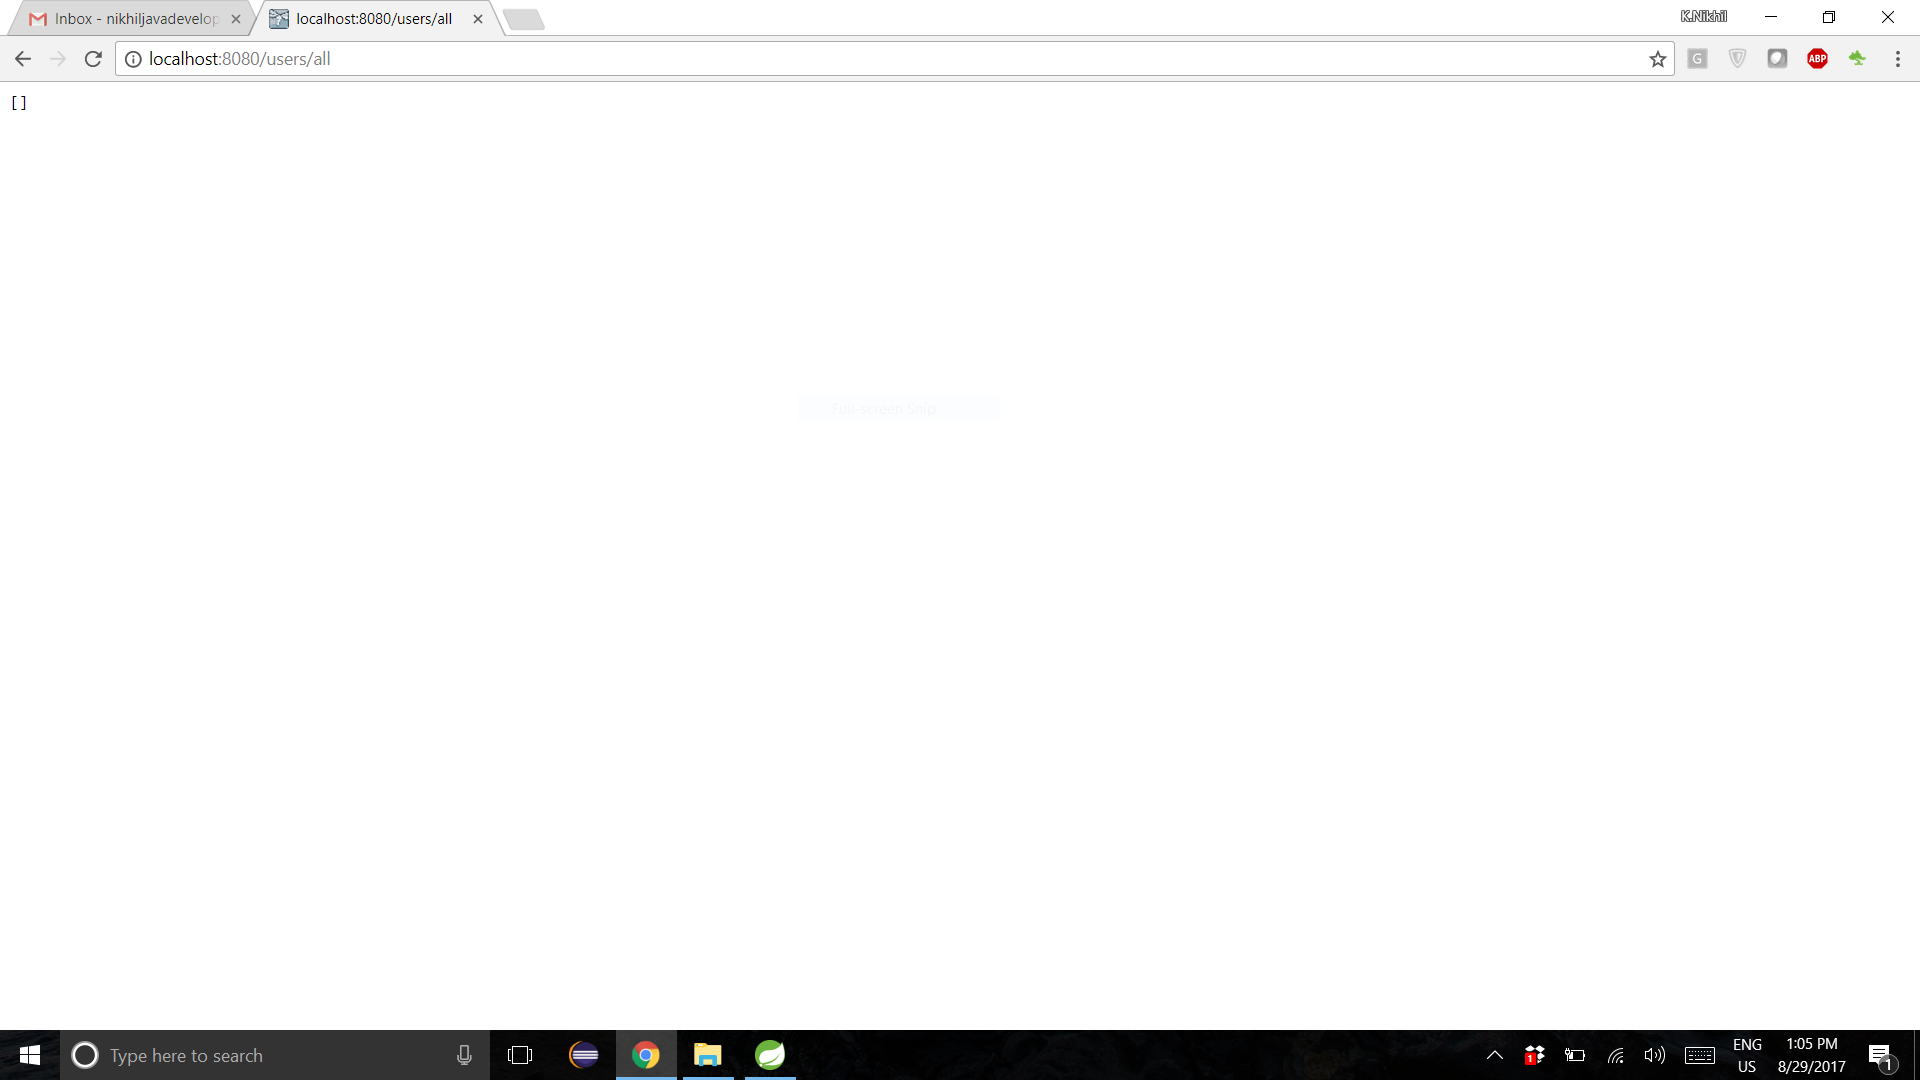 Inbox - nikhiljavadevelop
localhost:8080/users/all
K.Nikhil
localhost:8080/users/all
G
ABP
[]
Full-screen Snip
Type here to search
1
ENG
US
1:05 PM
8/29/2017
1